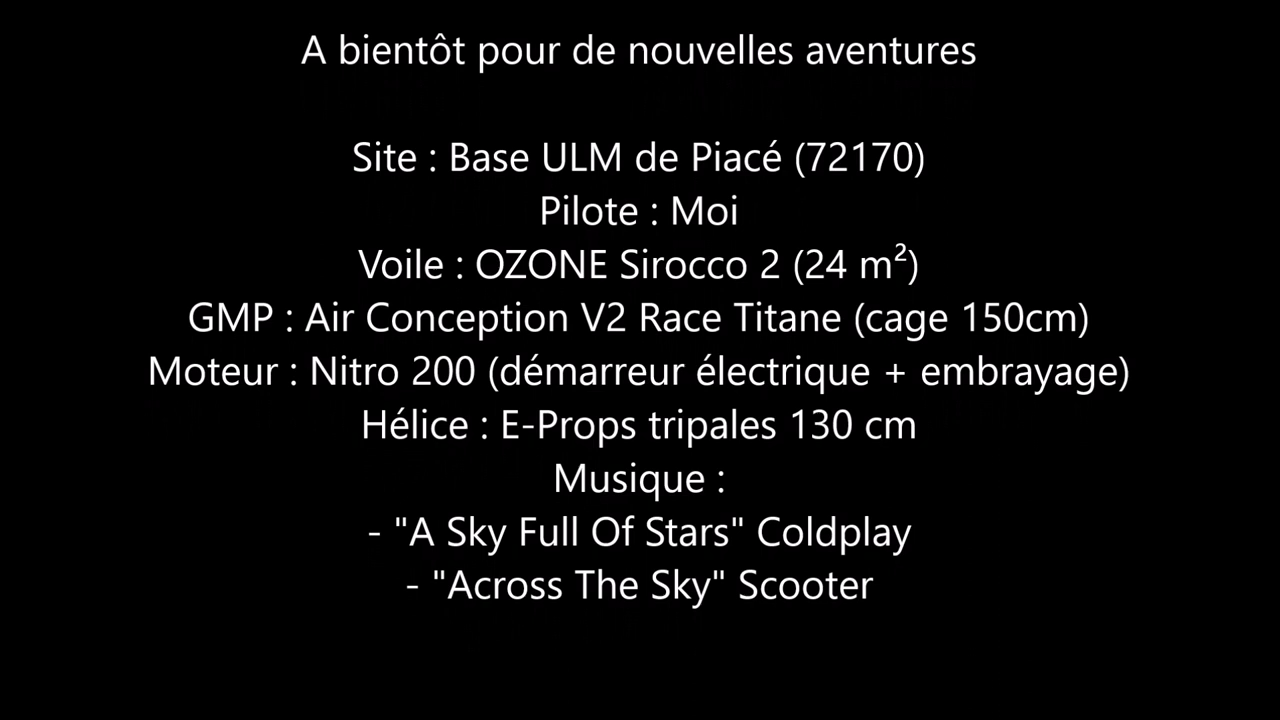 A bientôt pour de nouvelles aventures
Site : Base ULM de Piacé (72170)
Pilote : Moi
Voile : OZONE Sirocco 2 (24 m²)
GMP : Air Conception V2 Race Titane (cage 150cm)
Moteur : Nitro 200 (démarreur électrique + embrayage)
Hélice : E-Props tripales 130 cm
Musique :
- "A Sky Full Of Stars" Coldplay
- "Across The Sky" Scooter